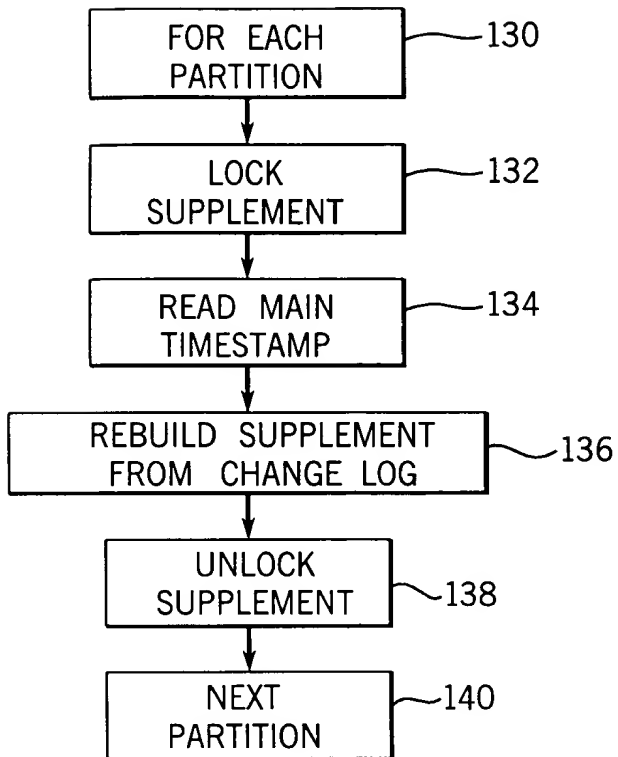 FOR EACH
PARTITION
130
LOCK
SUPPLEMENT
132
READ MAIN
TIMESTAMP
134
REBUILD SUPPLEMENT
FROM CHANGE LOG
136
UNLOCK
SUPPLEMENT
138
NEXT
PARTITION
140